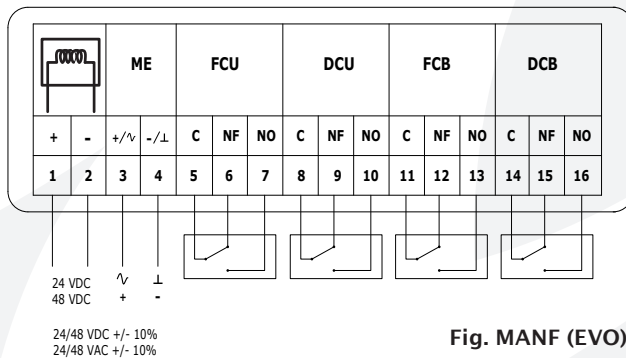 ME FCU DCU FCB DCB
+ - +/∿ -/⊥ C NF NO C NF NO C NF NO C NF NO
1 2 3 4 5 6 7 8 9 10 11 12 13 14 15 16
24 VDC ∿ ⊥
48 VDC + -
24/48 VDC +/- 10%
24/48 VAC +/- 10%
Fig. MANF (EVO)